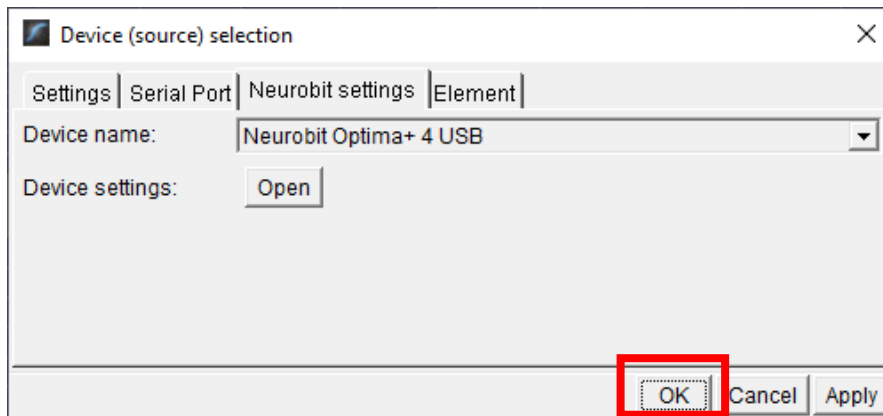 Device (source) selection
Settings Serial Port Neurobit settings Element
Device name: Neurobit Optima+ 4 USB
Device settings: Open
OK Cancel Apply